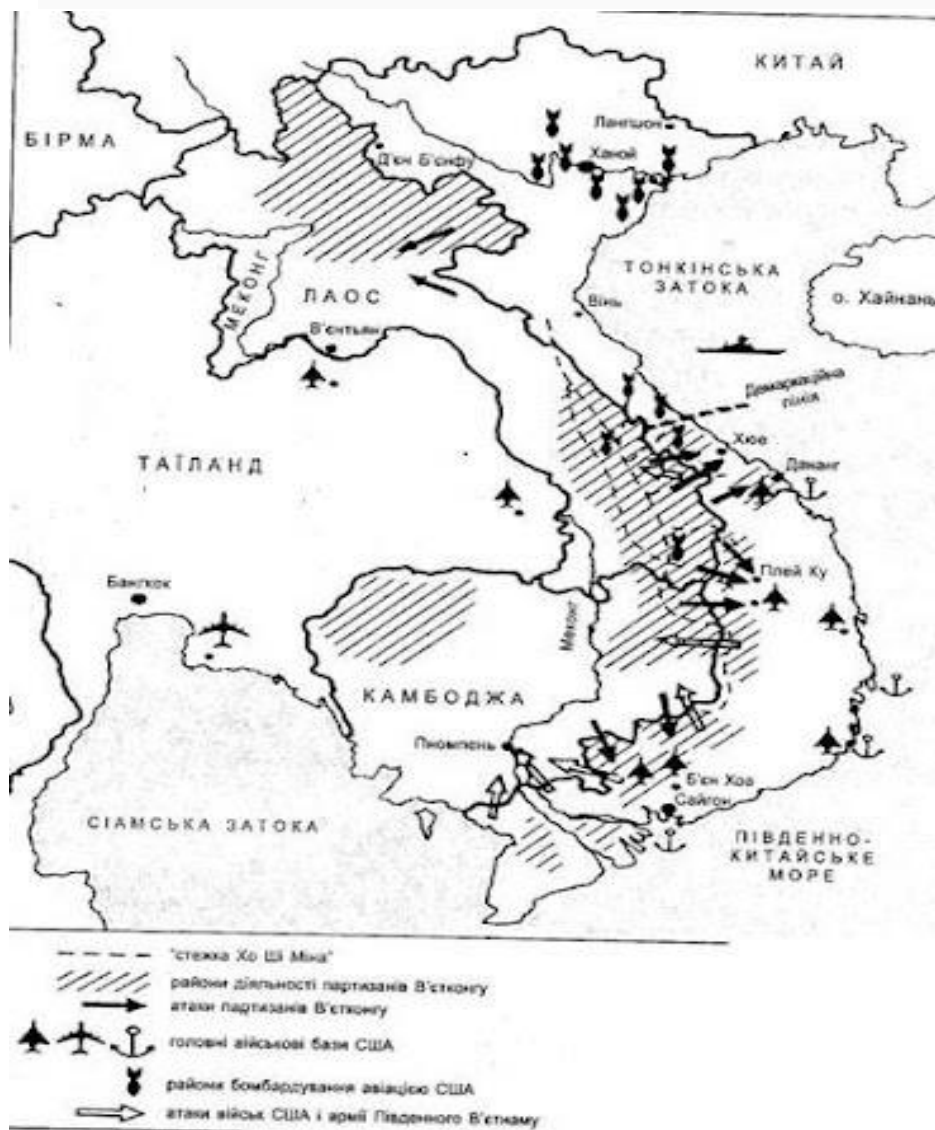 КИТАЙ
БІРМА
Лангшон
Ханой
Д'єн Б'єнфу
ТОНКІНСЬКА
ЗАТОКА
о. Хайнань
МЕКОНГ
ЛАОС
Вінь
В'єнтьян
Демаркаційна
лінія
Хюе
ТАЇЛАНД
Дананг
Плей Ку
Бангкок
Меконг
КАМБОДЖА
Пномпень
Б'єн Хоа
Сайгон
СІАМСЬКА ЗАТОКА
ПІВДЕННО-
КИТАЙСЬКЕ
МОРЕ
"стежка Хо Ші Міна"
райони діяльності партизанів В'єтконгу
атаки партизанів В'єтконгу
головні військові бази США
райони бомбардування авіацією США
атаки військ США і армії Південного В'єтнаму